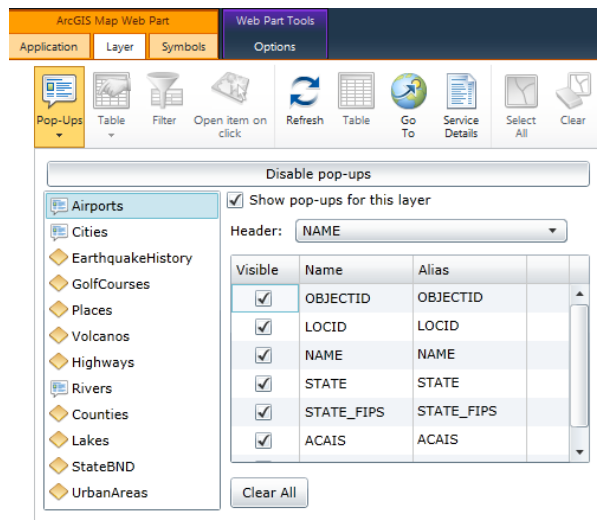 ArcGIS Map Web Part Web Part Tools
Application Layer Symbols Options
Pop-Ups Table Filter Open item on click Refresh Table Go To Service Details Select All Clear
Disable pop-ups
Airports
Cities
EarthquakeHistory
GolfCourses
Places
Volcanos
Highways
Rivers
Counties
Lakes
StateBND
UrbanAreas
Show pop-ups for this layer
Header: NAME
Visible Name Alias
OBJECTID OBJECTID
LOCID LOCID
NAME NAME
STATE STATE
STATE_FIPS STATE_FIPS
ACAIS ACAIS
Clear All